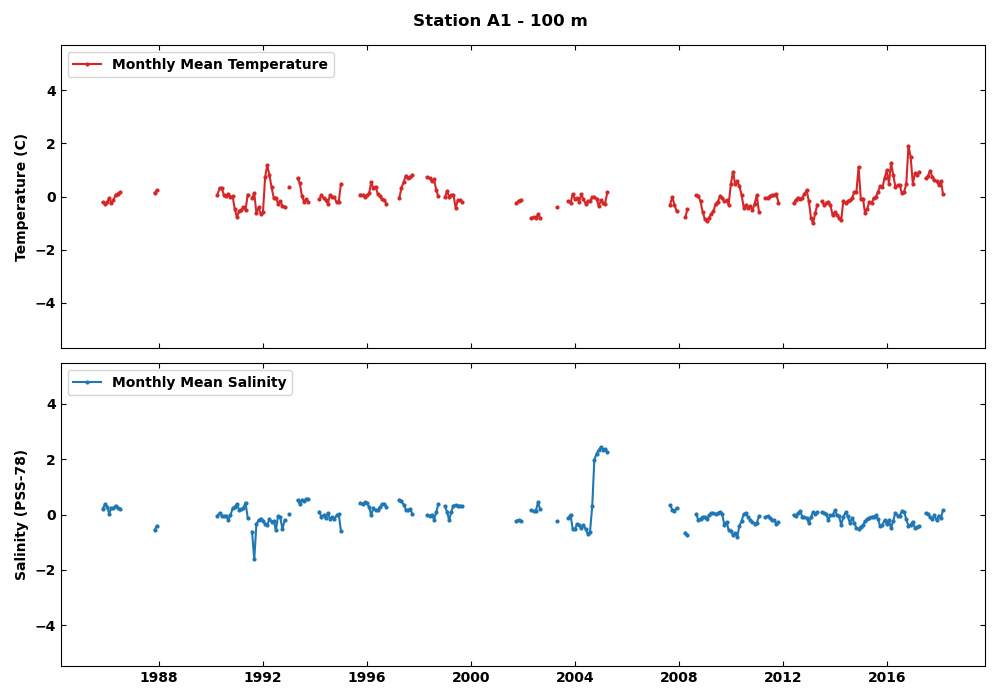 Station A1 - 100 m
Monthly Mean Temperature
Temperature (C)
4
2
0
−2
−4
Monthly Mean Salinity
Salinity (PSS-78)
4
2
0
−2
−4
1988 1992 1996 2000 2004 2008 2012 2016